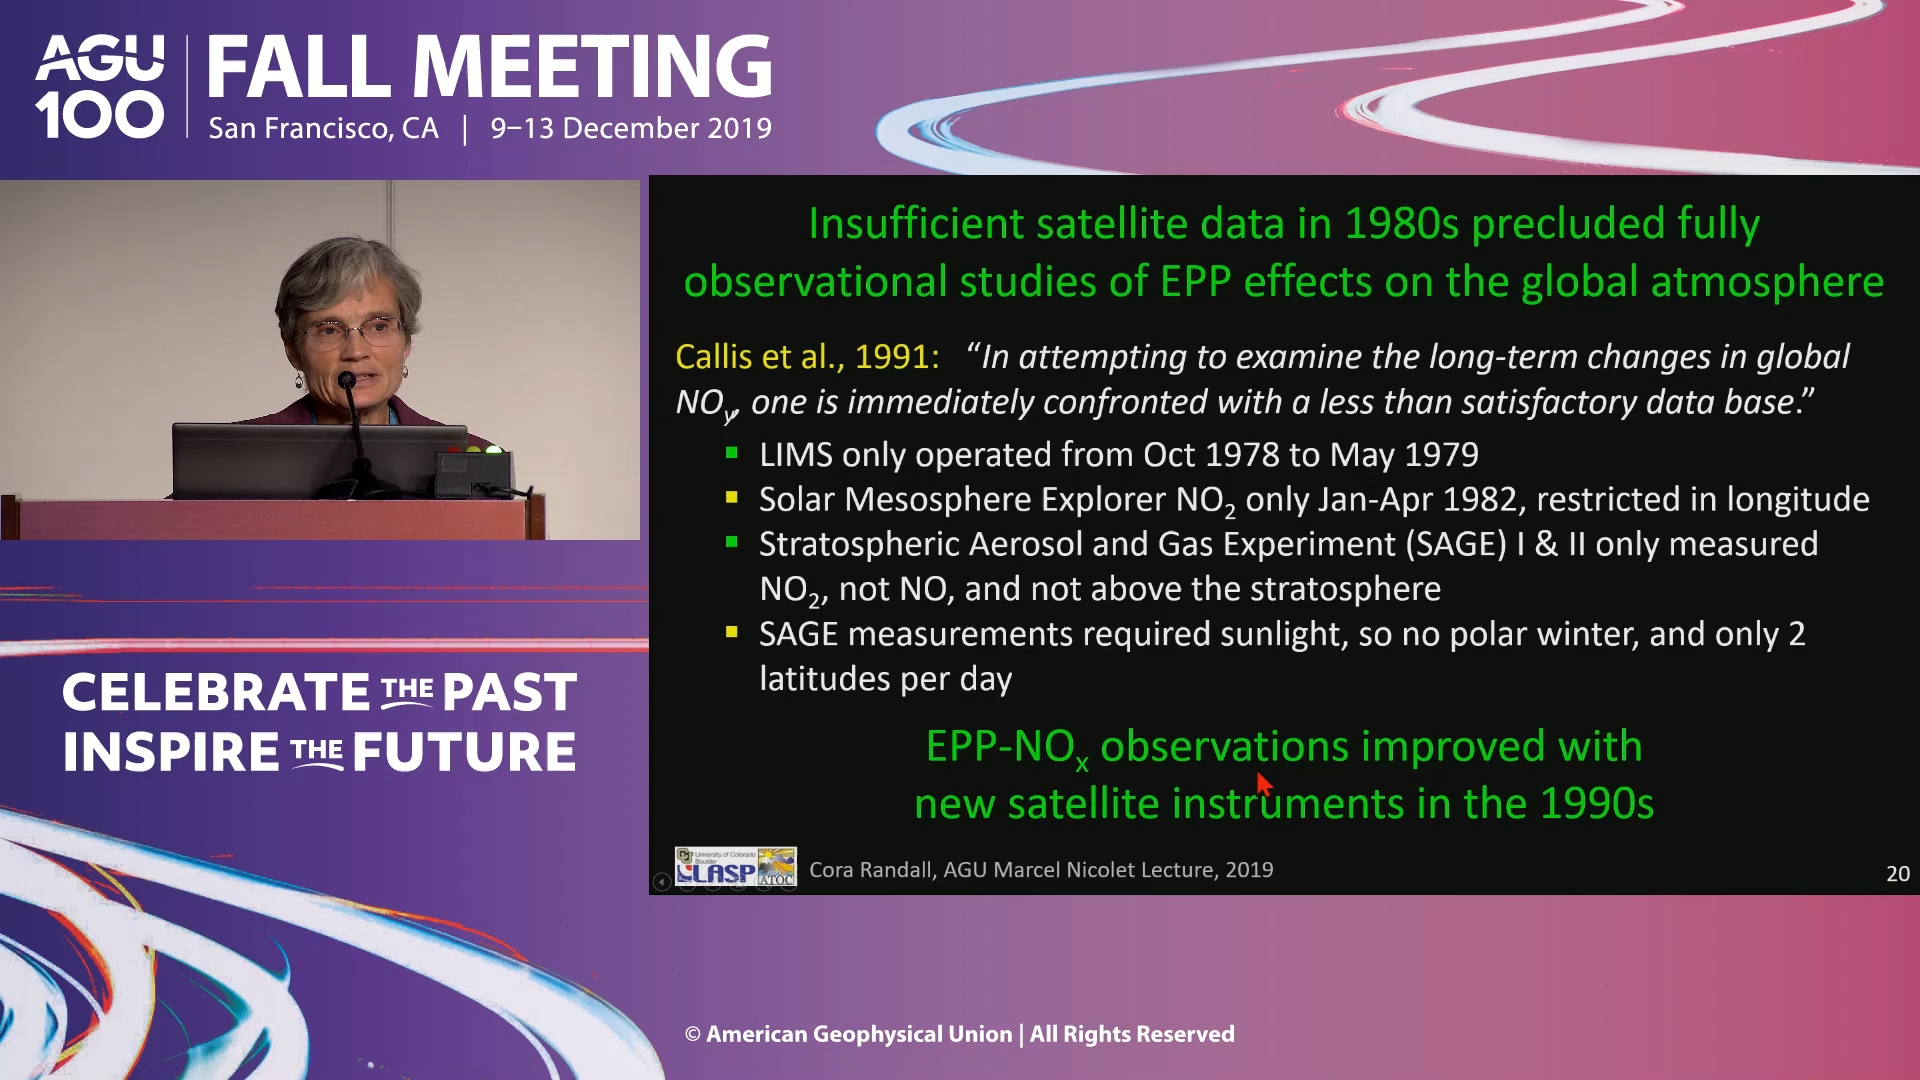 AGU
100
FALL MEETING
San Francisco, CA | 9–13 December 2019
Insufficient satellite data in 1980s precluded fully
observational studies of EPP effects on the global atmosphere
Callis et al., 1991: “In attempting to examine the long-term changes in global
NOy, one is immediately confronted with a less than satisfactory data base.”
▪ LIMS only operated from Oct 1978 to May 1979
▪ Solar Mesosphere Explorer NO₂ only Jan-Apr 1982, restricted in longitude
▪ Stratospheric Aerosol and Gas Experiment (SAGE) I & II only measured
NO₂, not NO, and not above the stratosphere
▪ SAGE measurements required sunlight, so no polar winter, and only 2
latitudes per day
EPP-NOₓ observations improved with
new satellite instruments in the 1990s
University of Colorado
Boulder
LASP
ATOC
Cora Randall, AGU Marcel Nicolet Lecture, 2019
20
CELEBRATE THE PAST
INSPIRE THE FUTURE
© American Geophysical Union | All Rights Reserved